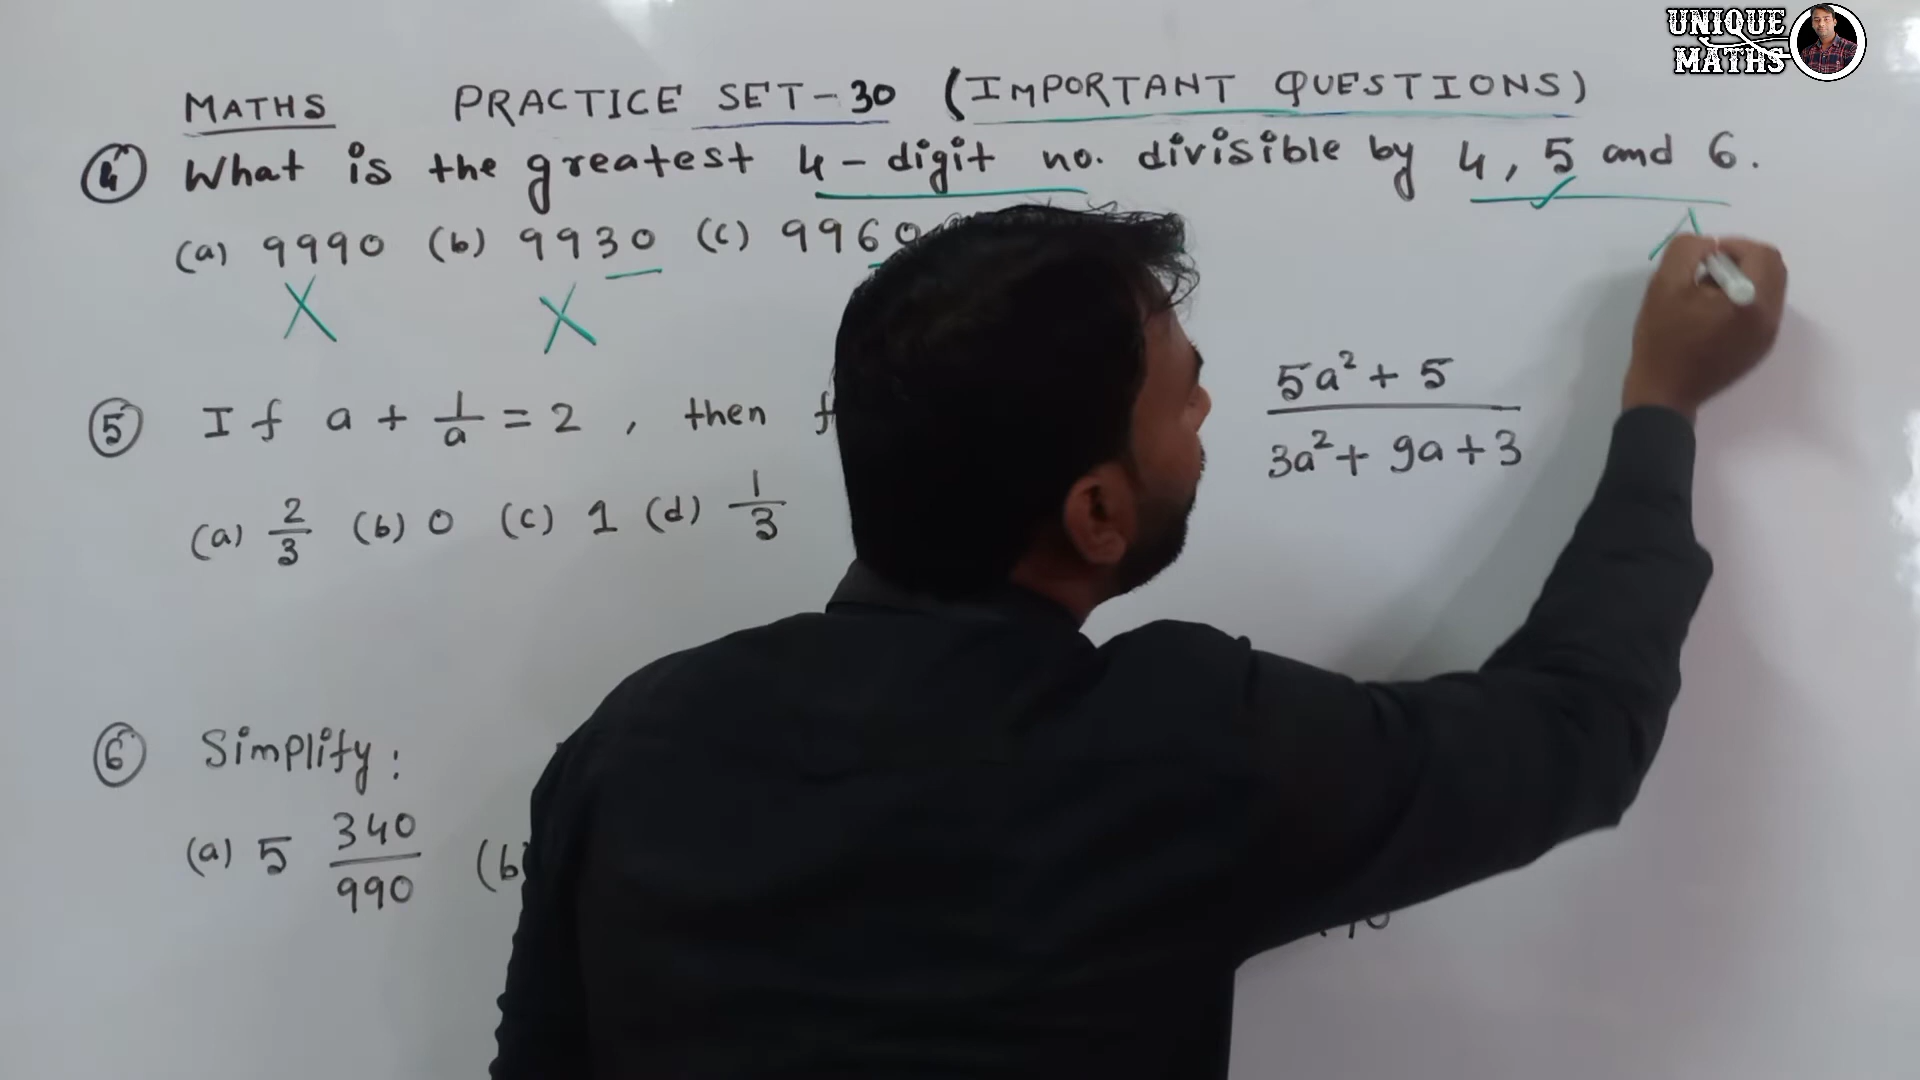 UNIQUE
MATHS
MATHS PRACTICE SET-30 (IMPORTANT QUESTIONS)
④ What is the greatest 4-digit no. divisible by 4, 5 and 6.
(a) 9990 (b) 9930 (c) 9960
⑤ If a + 1/a = 2, then (5a² + 5)/(3a² + 9a + 3)
(a) 2/3 (b) 0 (c) 1 (d) 1/3
⑥ Simplify:
(a) 5 340/990 (b